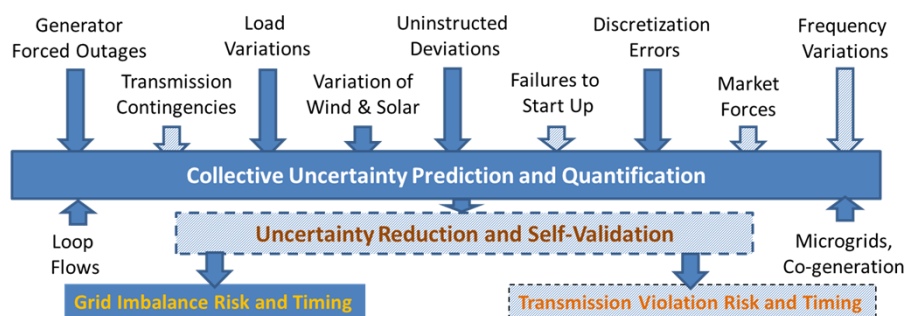 Generator
Forced Outages
Load
Variations
Uninstructed
Deviations
Discretization
Errors
Frequency
Variations
Transmission
Contingencies
Variation of
Wind & Solar
Failures to
Start Up
Market
Forces
Collective Uncertainty Prediction and Quantification
Loop
Flows
Uncertainty Reduction and Self-Validation
Microgrids,
Co-generation
Grid Imbalance Risk and Timing
Transmission Violation Risk and Timing